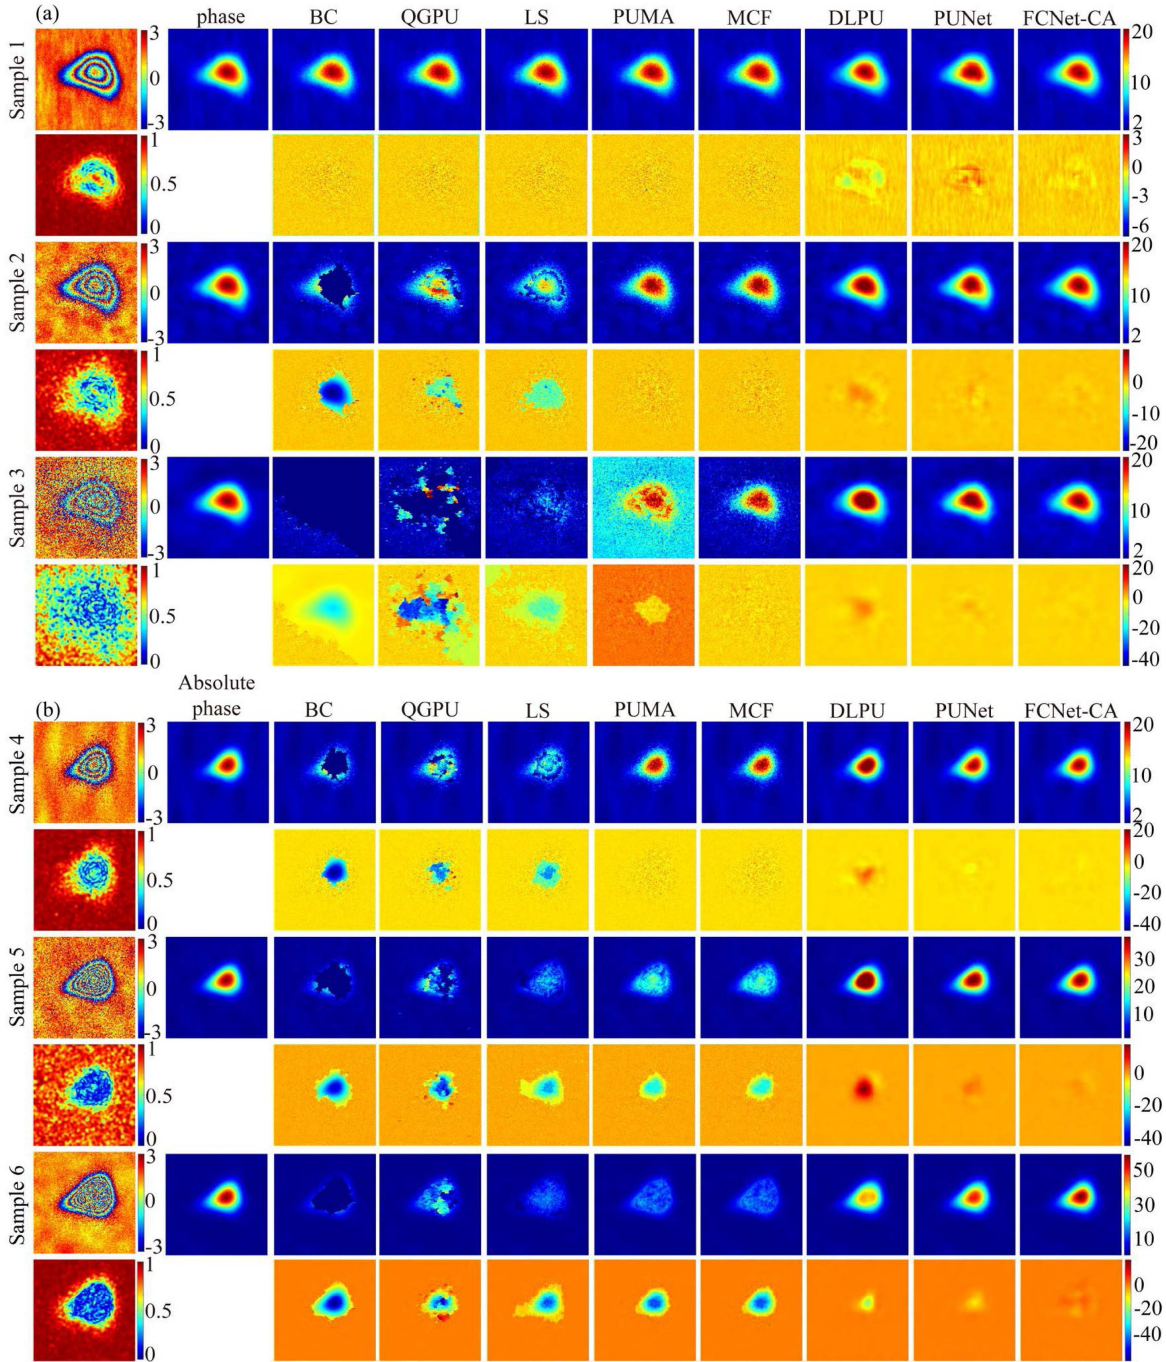 (a)
phase BC QGPU LS PUMA MCF DLPU PUNet FCNet-CA
Sample 1
3 0 -3
20 10 2
1 0.5 0
3 0 -3 -6
Sample 2
3 0 -3
20 10 2
1 0.5 0
0 -10 -20
Sample 3
3 0 -3
20 10 2
1 0.5 0
20 0 -20 -40
(b)
Absolute
phase BC QGPU LS PUMA MCF DLPU PUNet FCNet-CA
Sample 4
3 0 -3
20 10 2
1 0.5 0
20 0 -20 -40
Sample 5
3 0 -3
30 20 10
1 0.5 0
0 -20 -40
Sample 6
3 0 -3
50 30 10
1 0.5 0
0 -20 -40